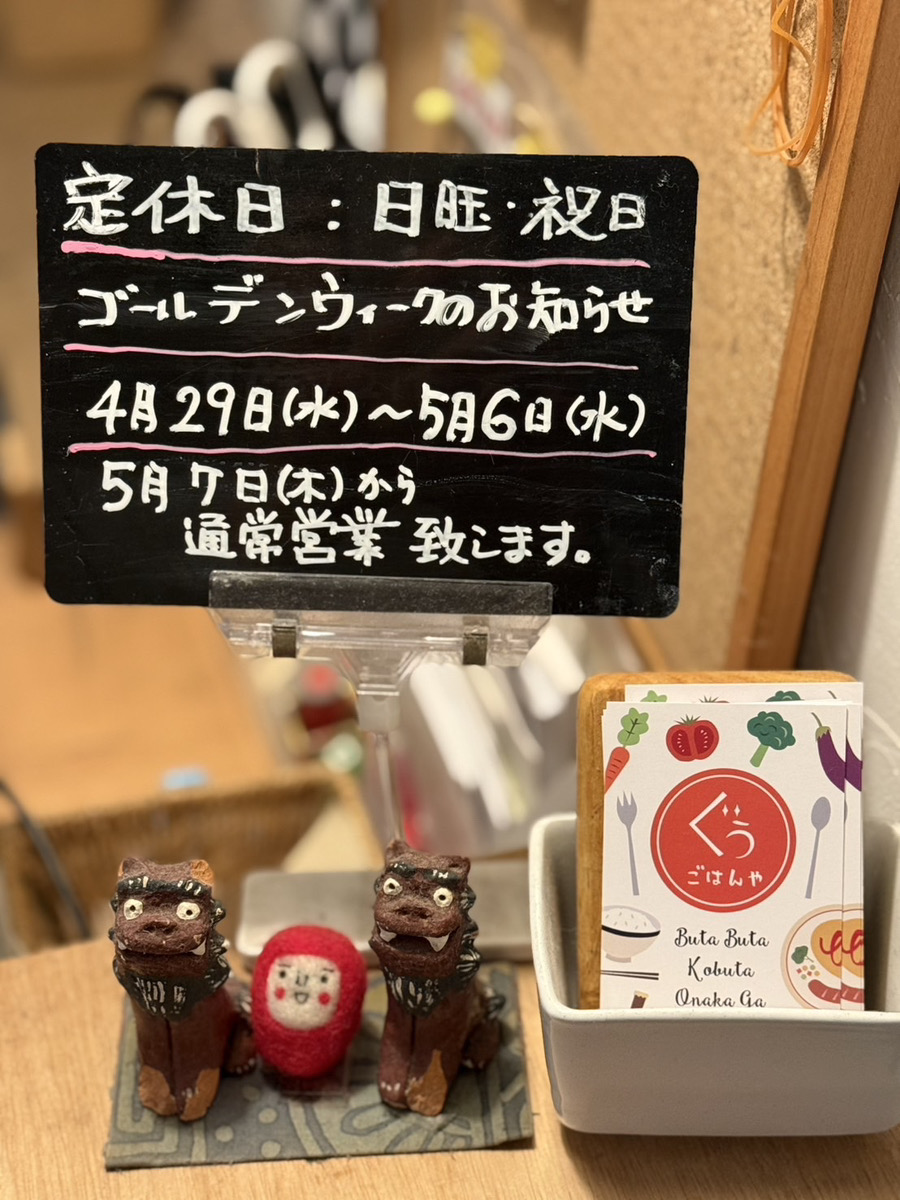 定休日：日旺・祝日
ゴールデンウィークのお知らせ
4月29日(水)～5月6日(水)
5月7日(木)から
通常営業致します。
ぐぅ
ごはんや
Buta Buta
Kobuta
Onaka Ga